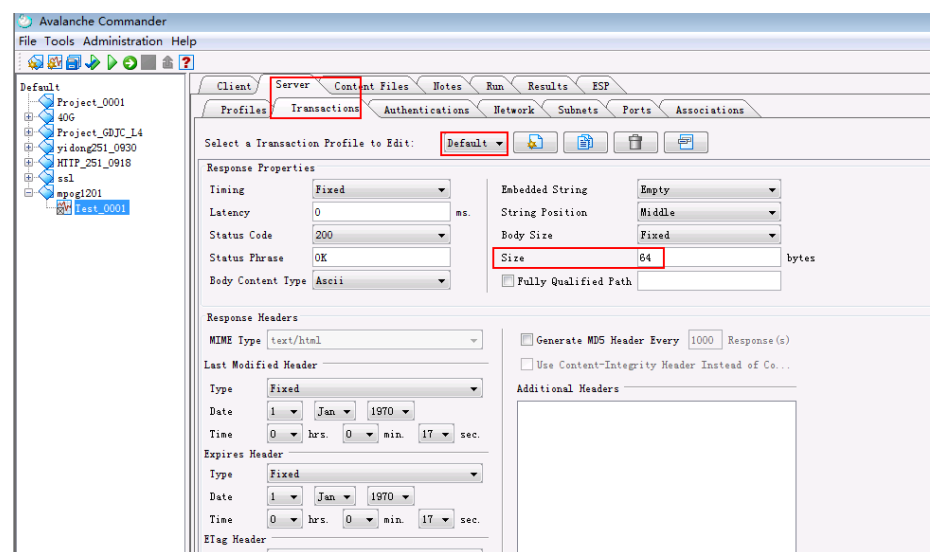 Avalanche Commander
File Tools Administration Help
Default
Project_0001
40G
Project_GDJC_L4
yidong251_0930
HTTP_251_0918
ssl
mpog1201
Test_0001
Client Server Content Files Notes Run Results ESP
Profiles Transactions Authentications Network Subnets Ports Associations
Select a Transaction Profile to Edit: Default
Response Properties
Timing Fixed Embedded String Empty
Latency 0 ms. String Position Middle
Status Code 200 Body Size Fixed
Status Phrase OK Size 64 bytes
Body Content Type Ascii Fully Qualified Path
Response Headers
MIME Type text/html Generate MD5 Header Every 1000 Response(s)
Last Modified Header Use Content-Integrity Header Instead of Co...
Type Fixed Additional Headers
Date 1 Jan 1970
Time 0 hrs. 0 min. 17 sec.
Expires Header
Type Fixed
Date 1 Jan 1970
Time 0 hrs. 0 min. 17 sec.
ETag Header